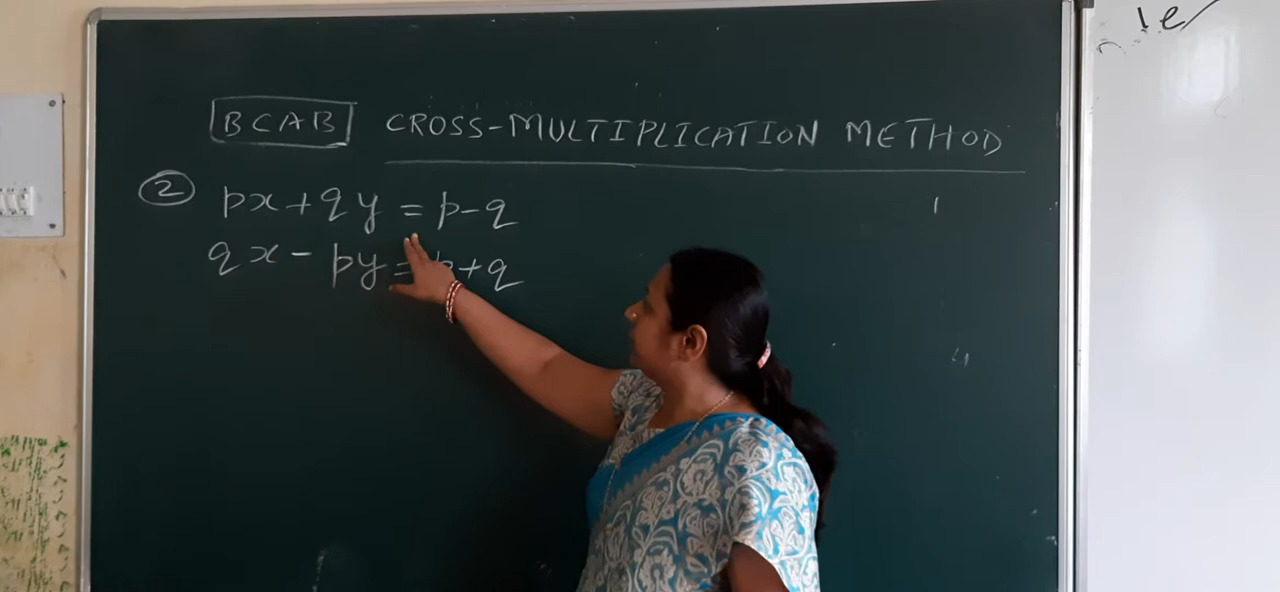 BCAB CROSS-MULTIPLICATION METHOD
② px+qy=p-q
qx-py=p+q